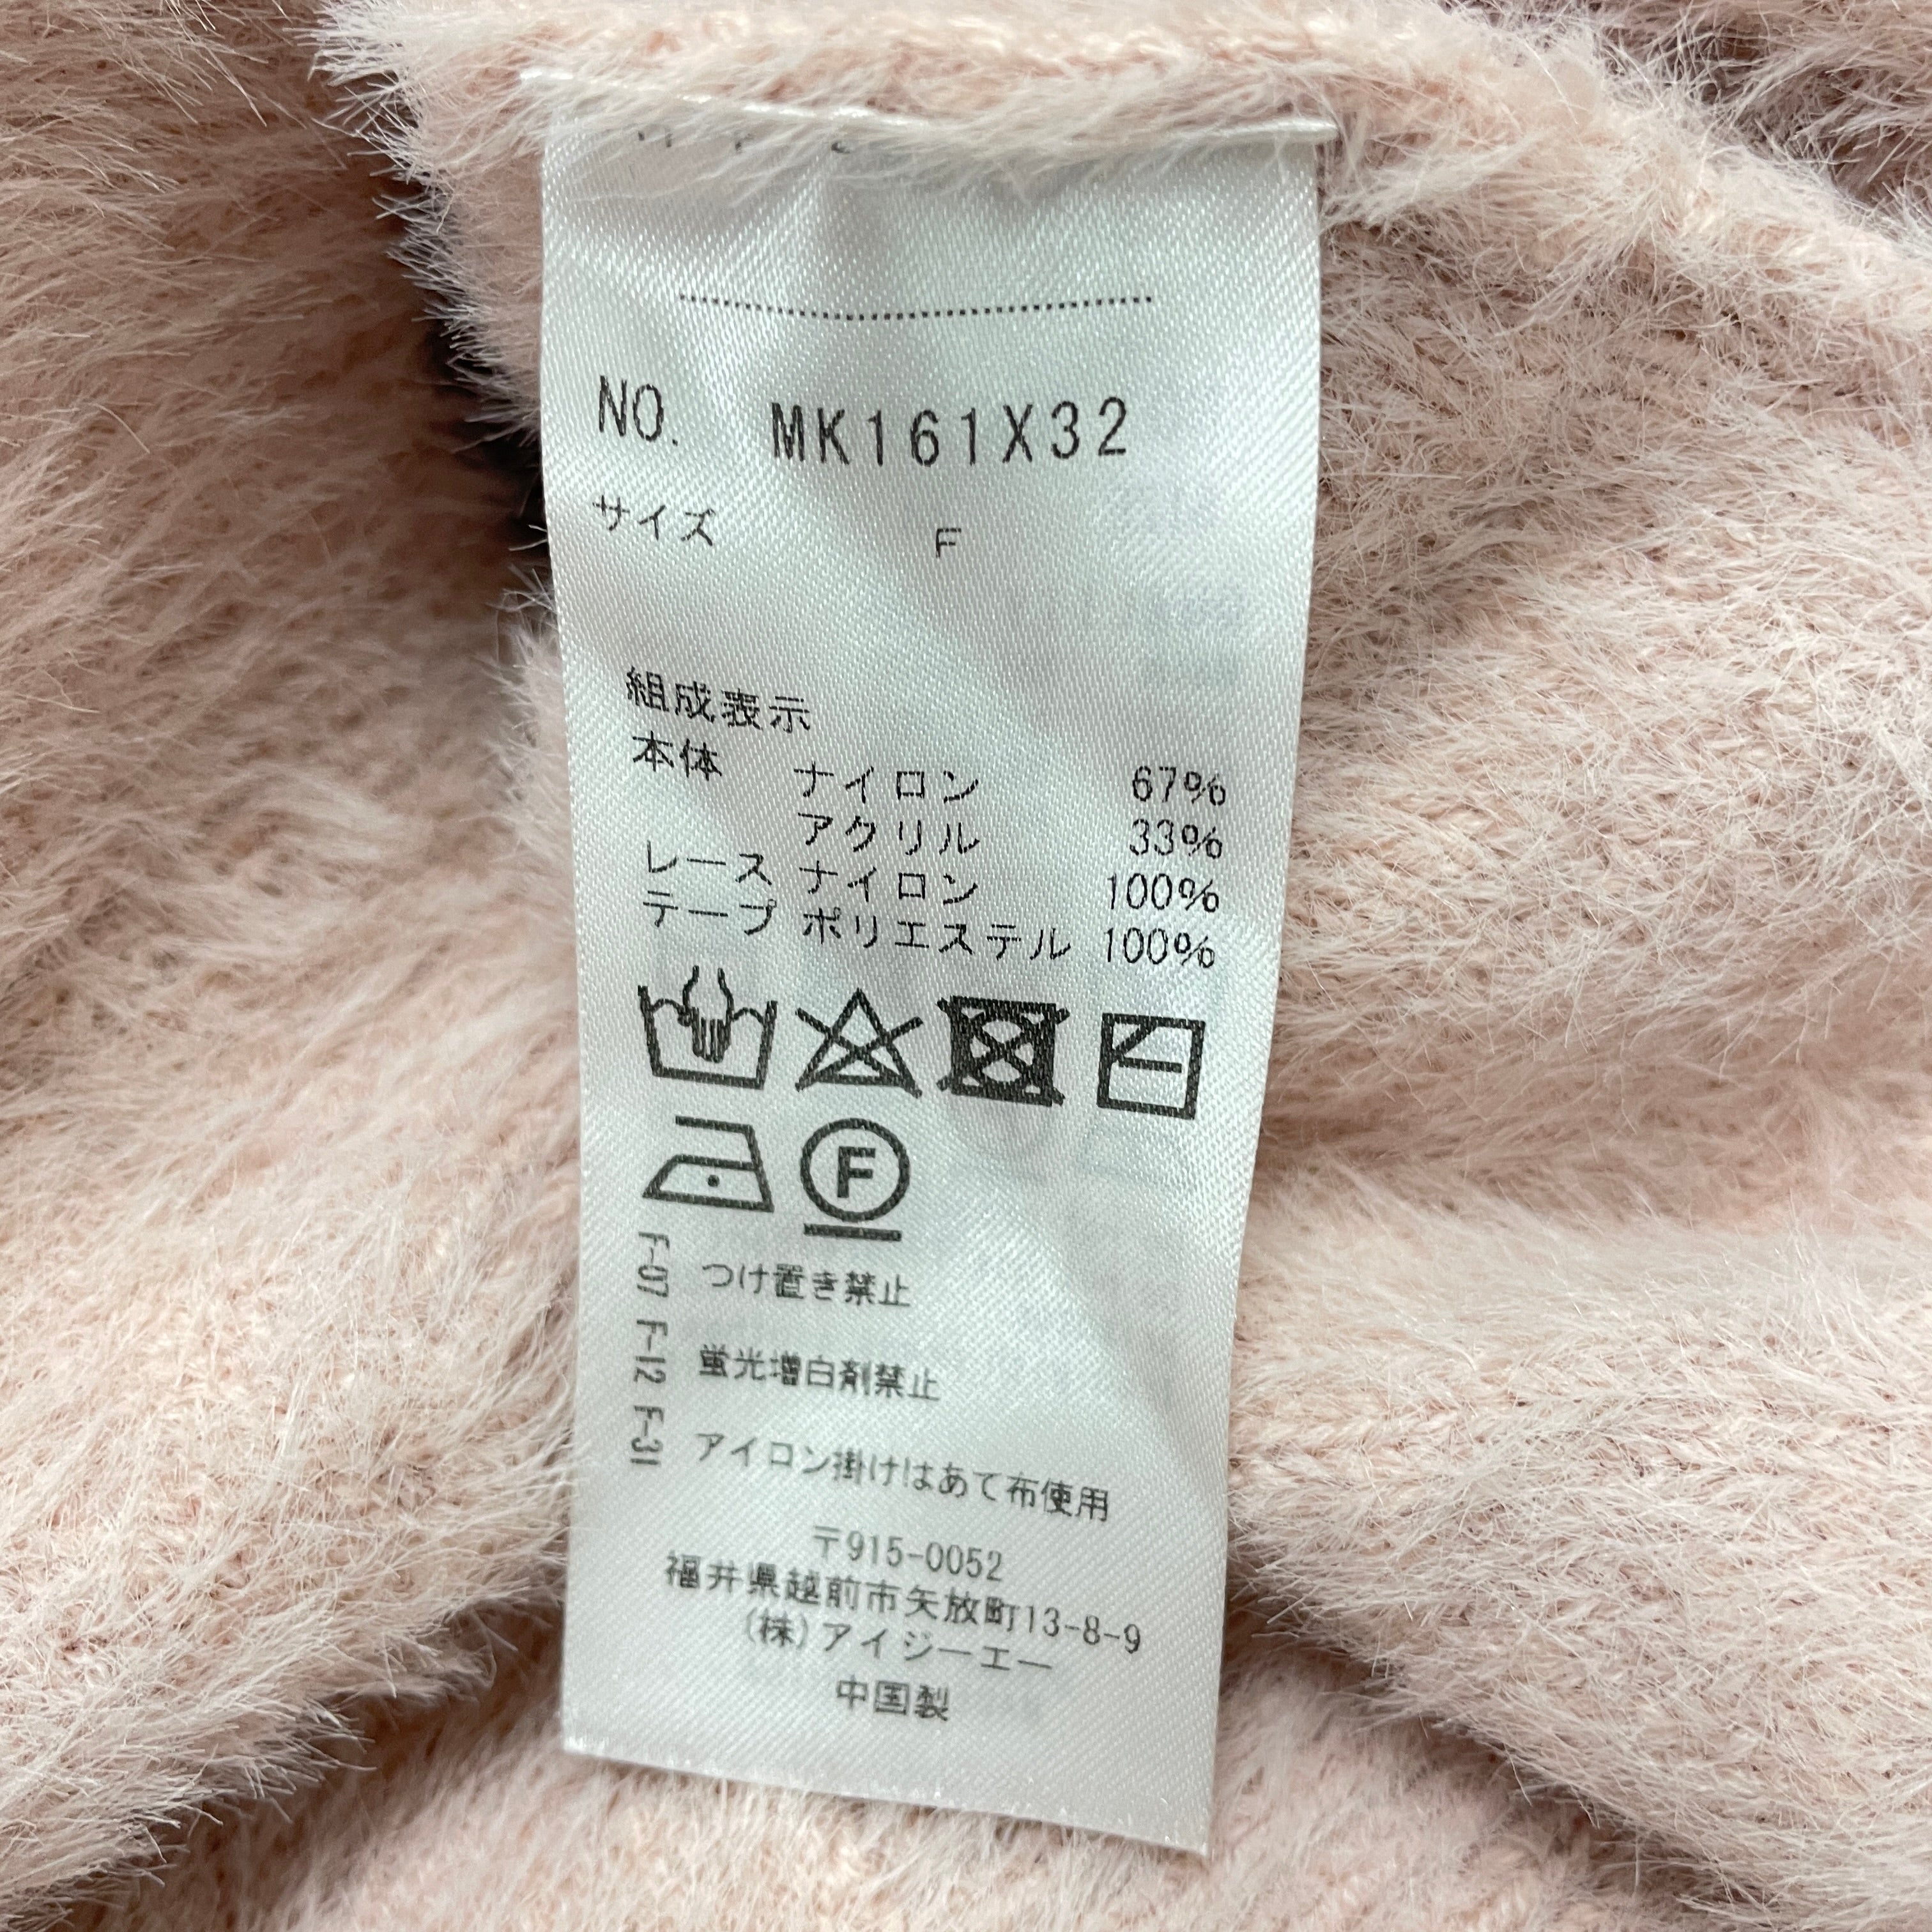 NO. MK161X32
サイズ F
組成表示
本体 ナイロン 67%
アクリル 33%
レース ナイロン 100%
テープ ポリエステル 100%
F
F-07 つけ置き禁止
F-12 蛍光増白剤禁止
F-31 アイロン掛けはあて布使用
〒915-0052
福井県越前市矢放町13-8-9
(株)アイジーエー
中国製